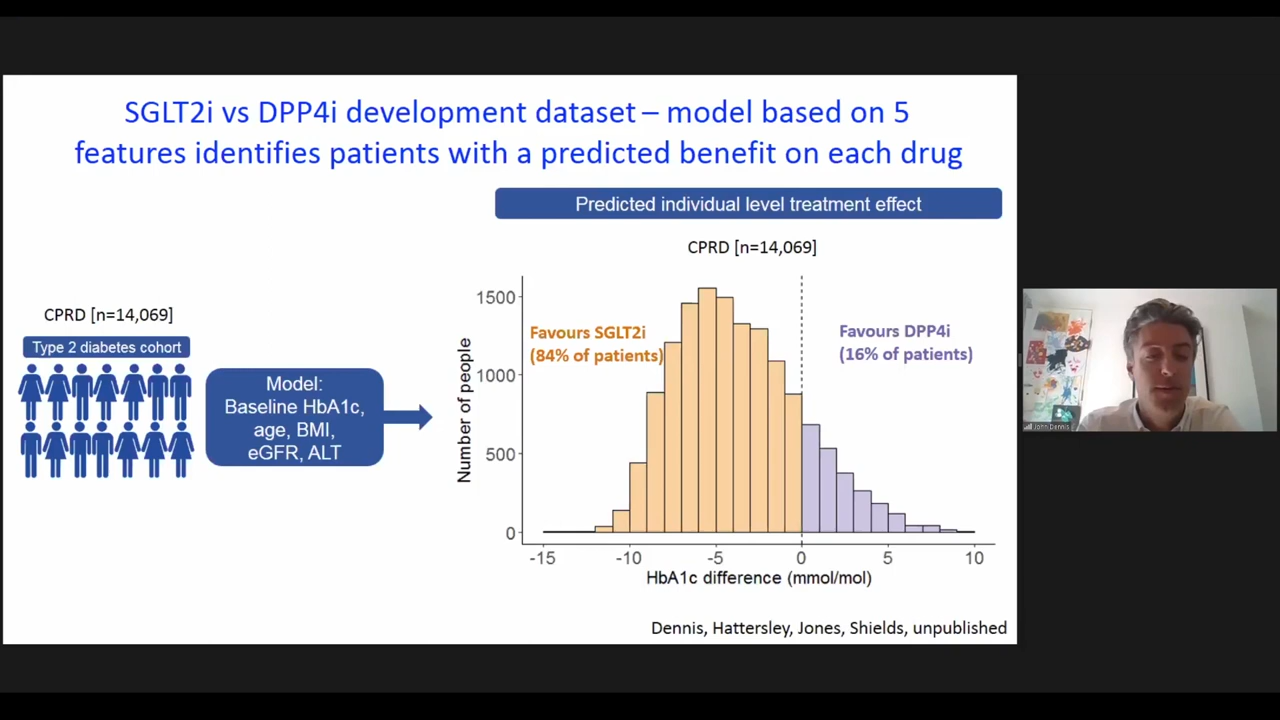 SGLT2i vs DPP4i development dataset – model based on 5
features identifies patients with a predicted benefit on each drug
Predicted individual level treatment effect
CPRD [n=14,069]
CPRD [n=14,069]
Type 2 diabetes cohort
Model:
Baseline HbA1c,
age, BMI,
eGFR, ALT
Number of people
1500
1000
500
0
Favours SGLT2i
(84% of patients)
Favours DPP4i
(16% of patients)
-15 -10 -5 0 5 10
HbA1c difference (mmol/mol)
Dennis, Hattersley, Jones, Shields, unpublished
John Dennis